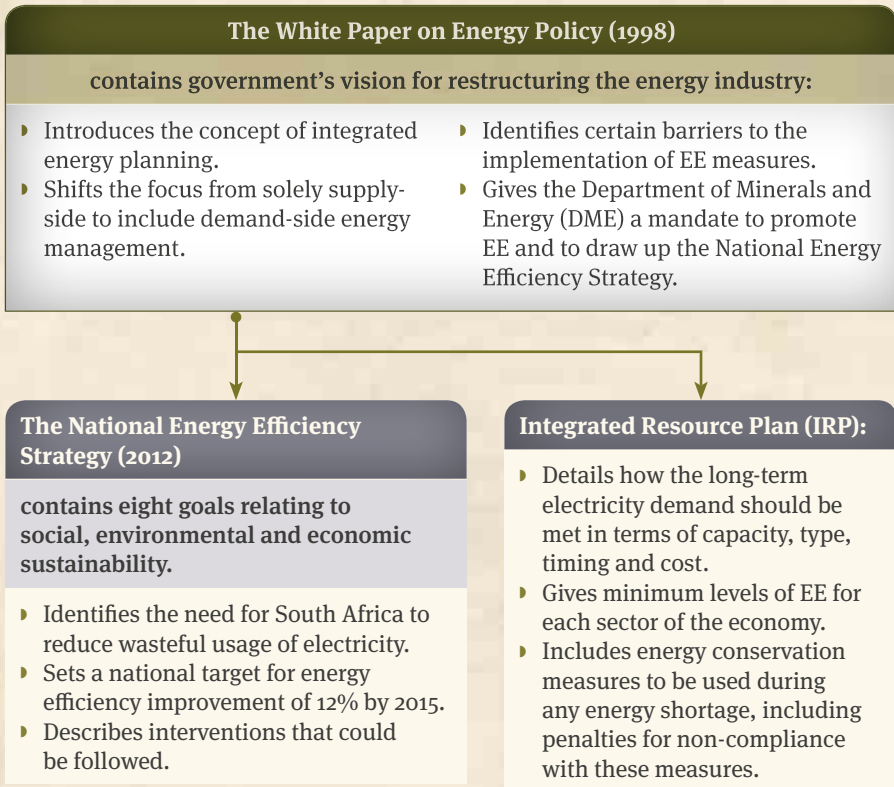 The White Paper on Energy Policy (1998)
contains government’s vision for restructuring the energy industry:
Introduces the concept of integrated
energy planning.
Shifts the focus from solely supply-
side to include demand-side energy
management.
Identifies certain barriers to the
implementation of EE measures.
Gives the Department of Minerals and
Energy (DME) a mandate to promote
EE and to draw up the National Energy
Efficiency Strategy.
The National Energy Efficiency
Strategy (2012)
contains eight goals relating to
social, environmental and economic
sustainability.
Identifies the need for South Africa to
reduce wasteful usage of electricity.
Sets a national target for energy
efficiency improvement of 12% by 2015.
Describes interventions that could
be followed.
Integrated Resource Plan (IRP):
Details how the long-term
electricity demand should be
met in terms of capacity, type,
timing and cost.
Gives minimum levels of EE for
each sector of the economy.
Includes energy conservation
measures to be used during
any energy shortage, including
penalties for non-compliance
with these measures.